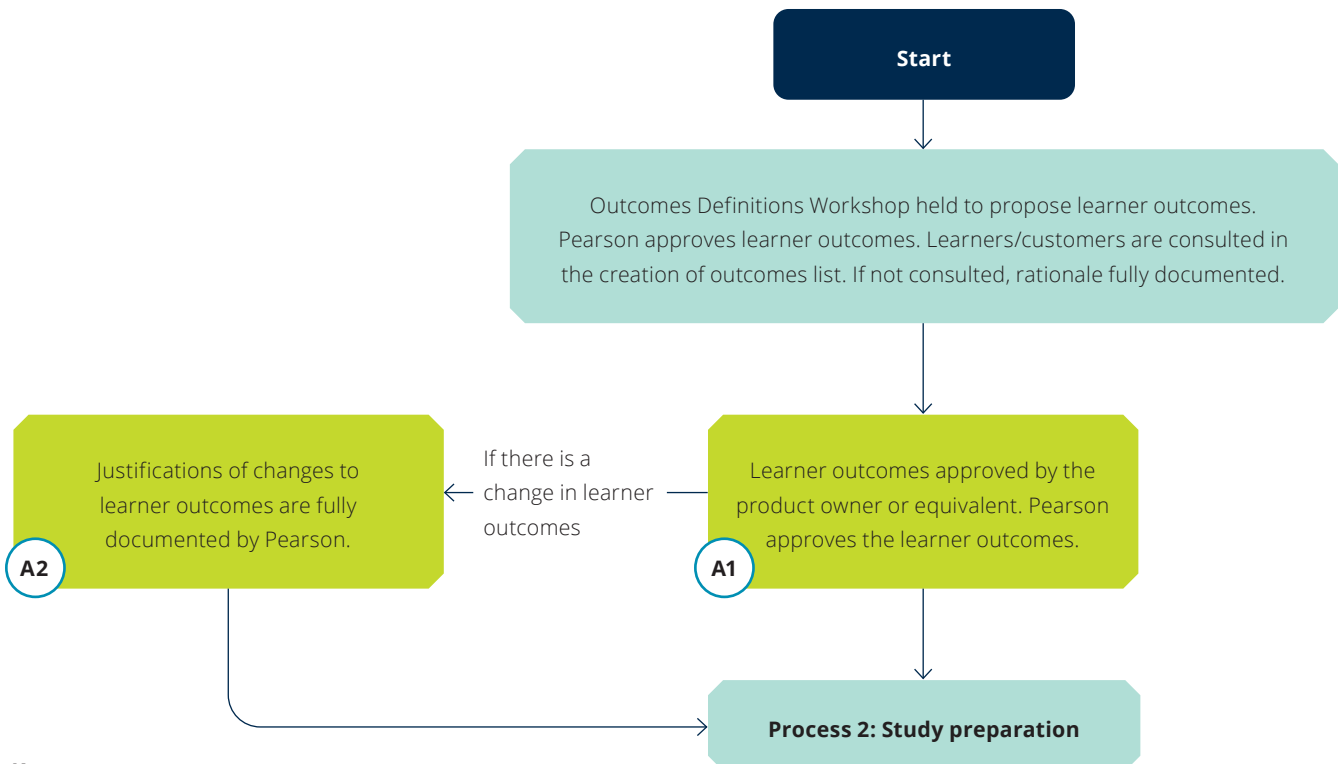 Start
Outcomes Definitions Workshop held to propose learner outcomes.
Pearson approves learner outcomes. Learners/customers are consulted in
the creation of outcomes list. If not consulted, rationale fully documented.
Justifications of changes to
learner outcomes are fully
documented by Pearson.
A2
If there is a
change in learner
outcomes
Learner outcomes approved by the
product owner or equivalent. Pearson
approves the learner outcomes.
A1
Process 2: Study preparation